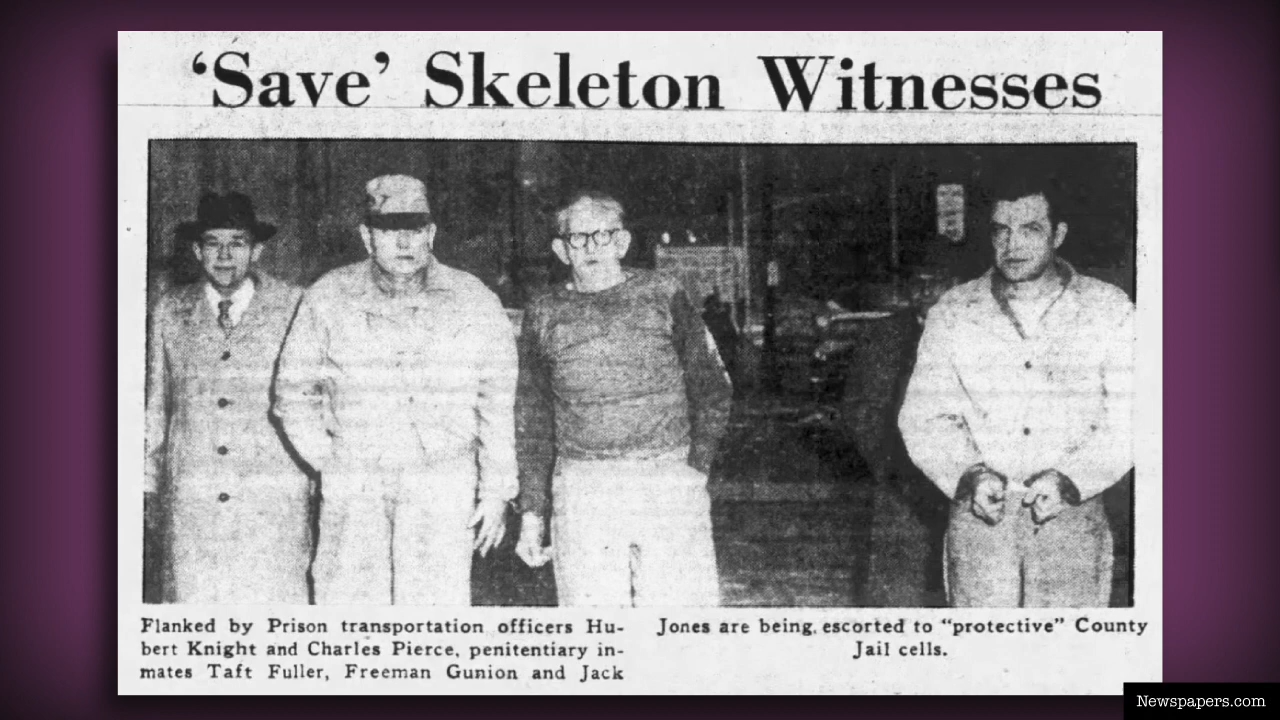 ‘Save’ Skeleton Witnesses
Flanked by Prison transportation officers Hu-
bert Knight and Charles Pierce, penitentiary in-
mates Taft Fuller, Freeman Gunion and Jack
Jones are being escorted to "protective" County
Jail cells.
Newspapers.com